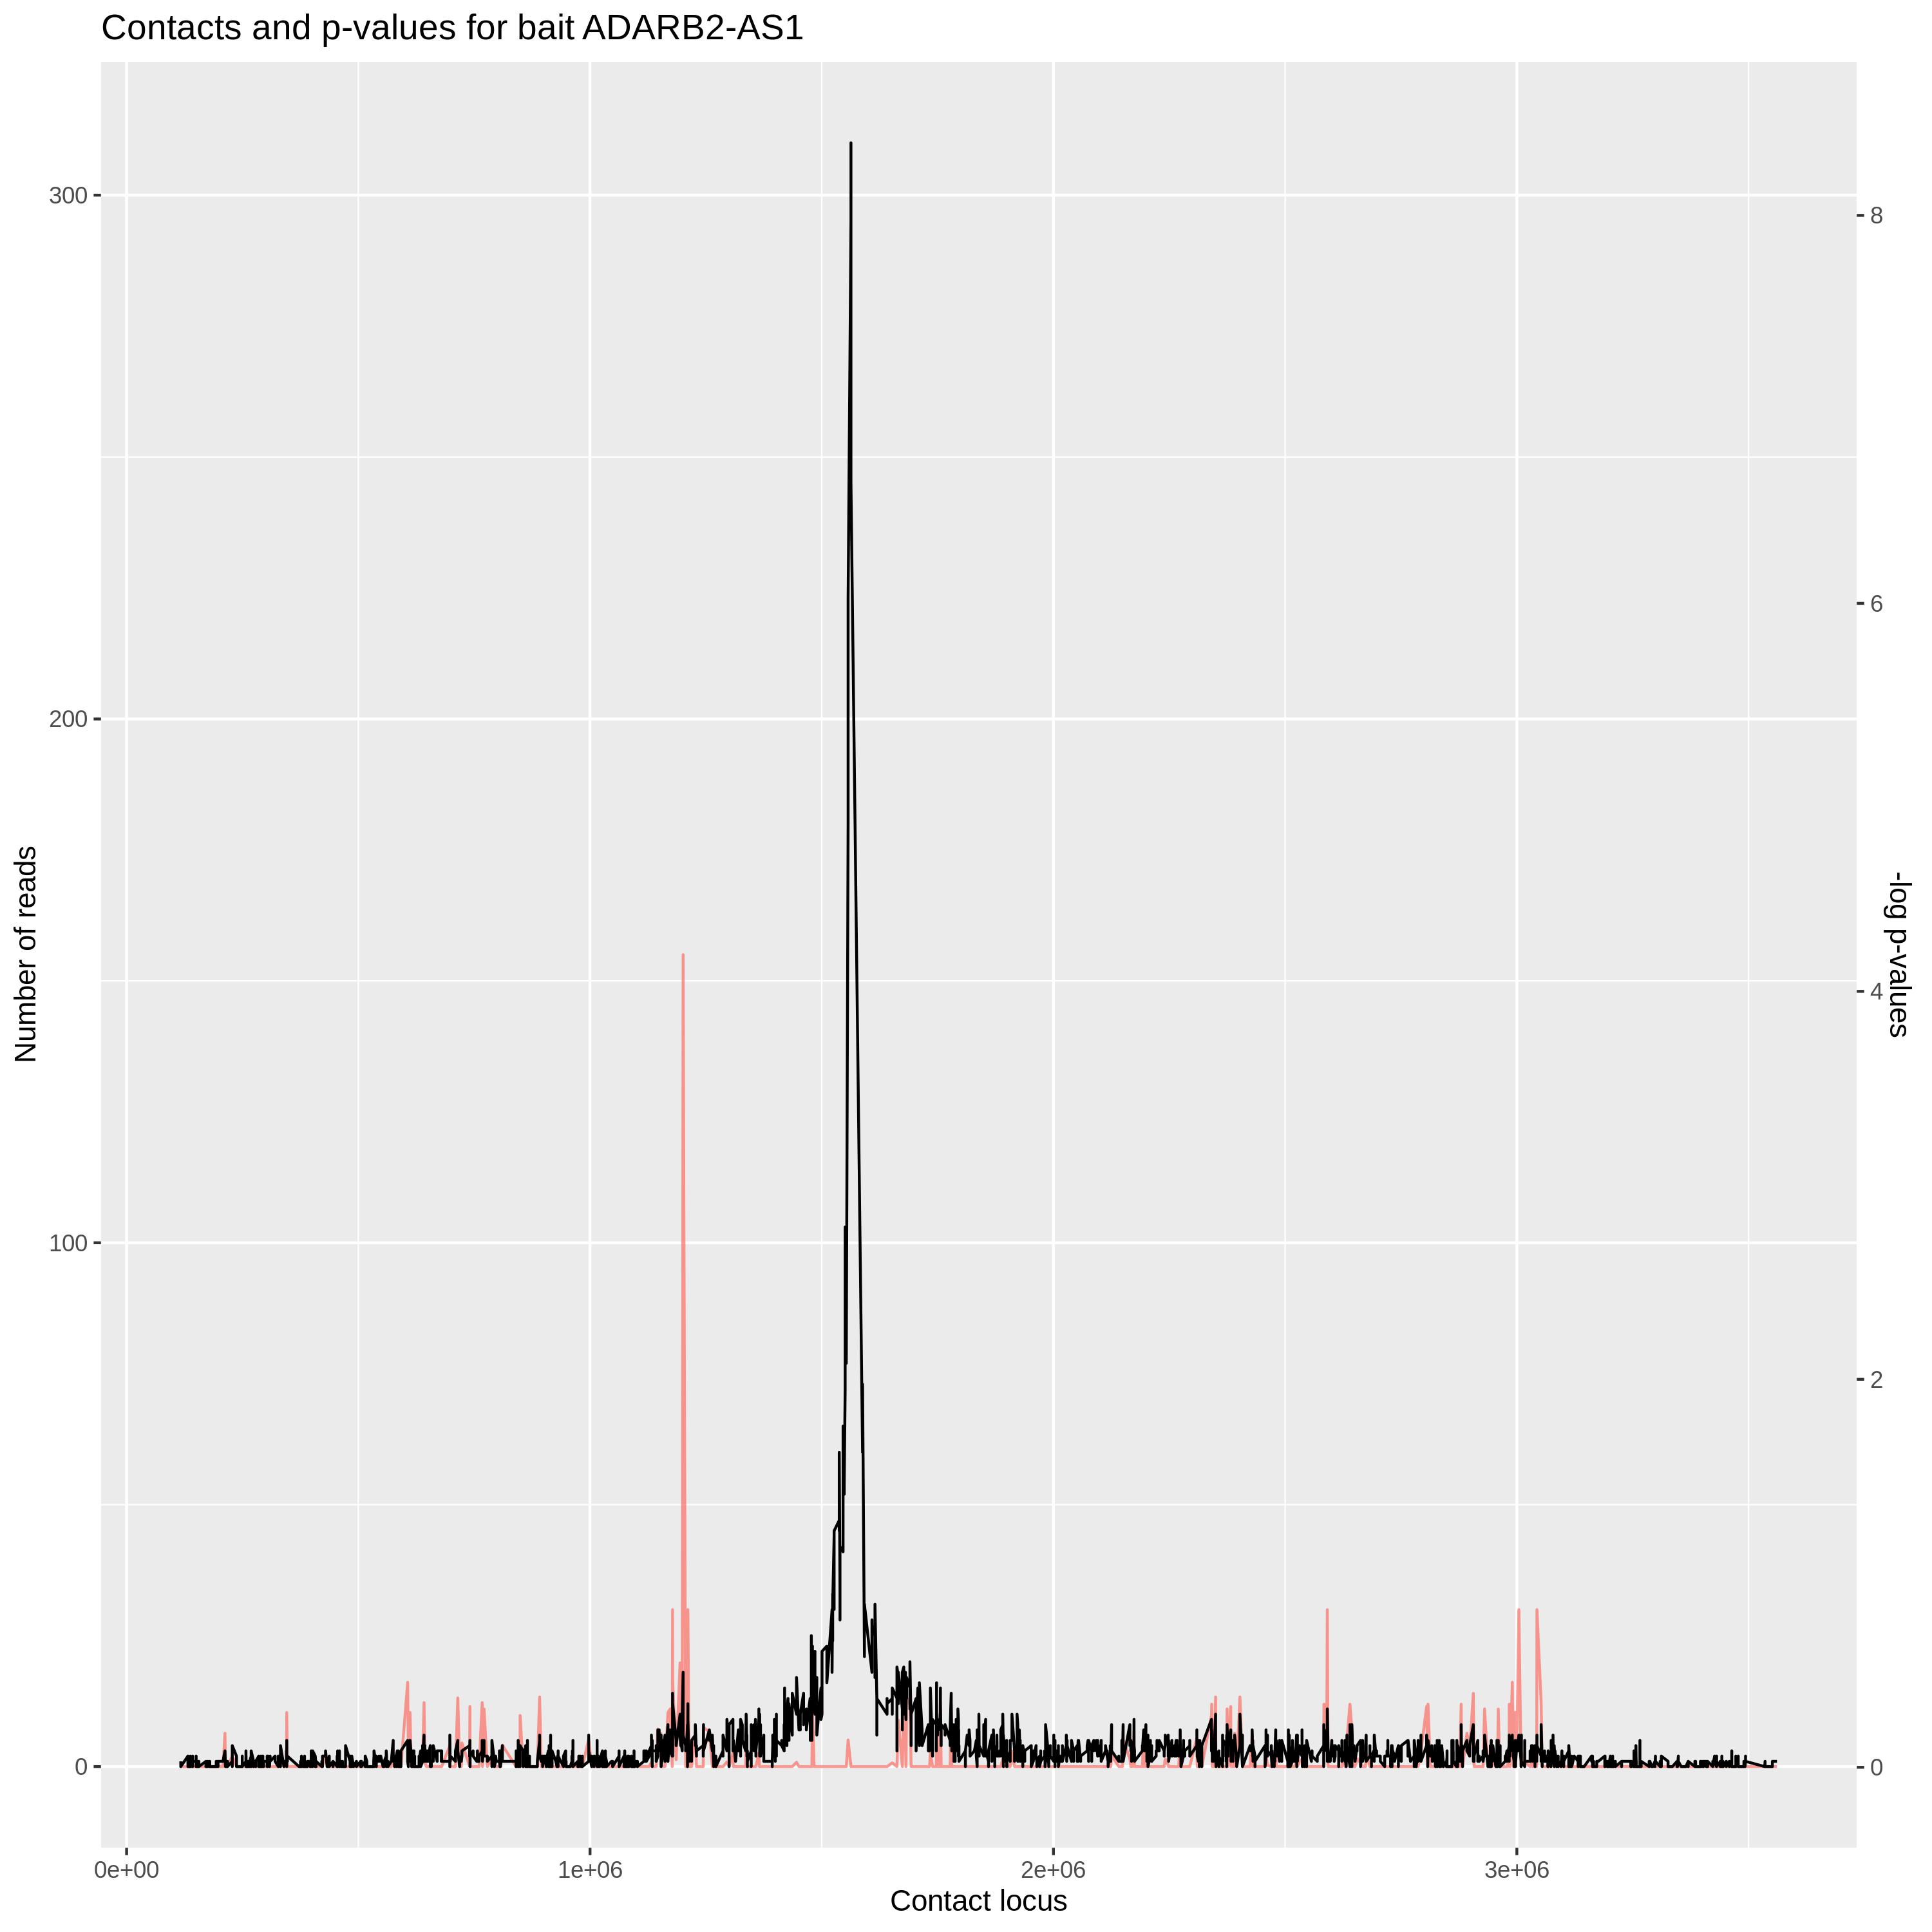 Contacts and p-values for bait ADARB2-AS1
300
200
100
0
Number of reads
8
6
4
2
0
-log p-values
0e+00
1e+06
2e+06
3e+06
Contact locus